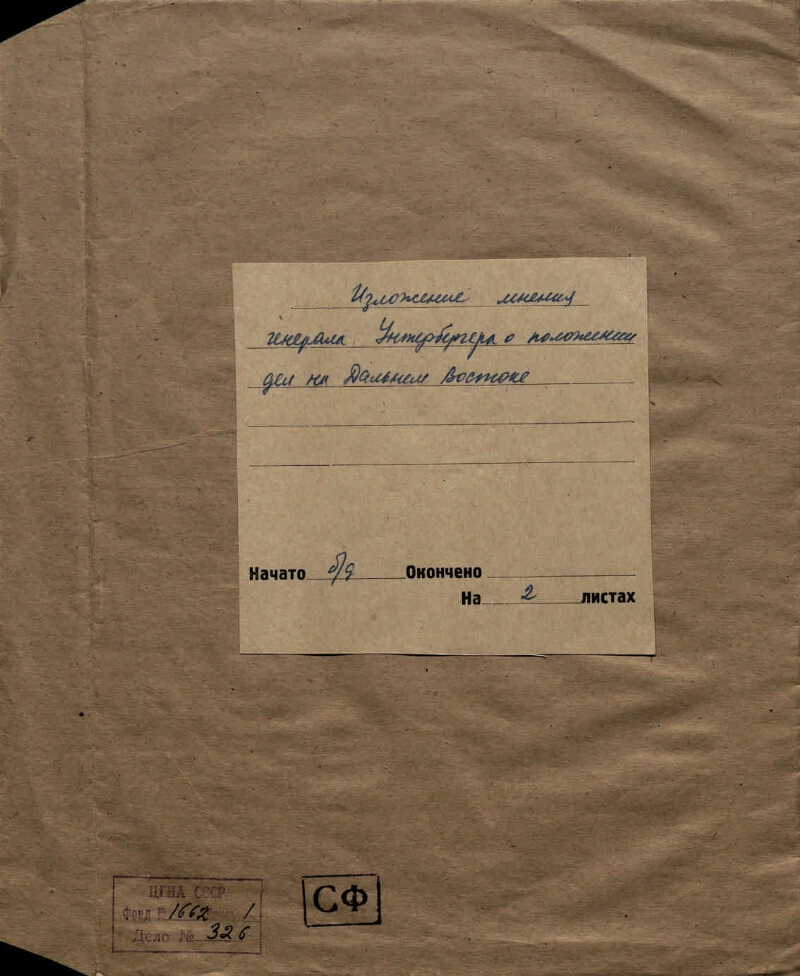 Изложение мнения
генерала Унтербергера о положении
дел на Дальнем Востоке
Начато б/д Окончено
На 2 листах
ЦГИА СССР
Фонд № 1662 1
Дело № 326
СФ